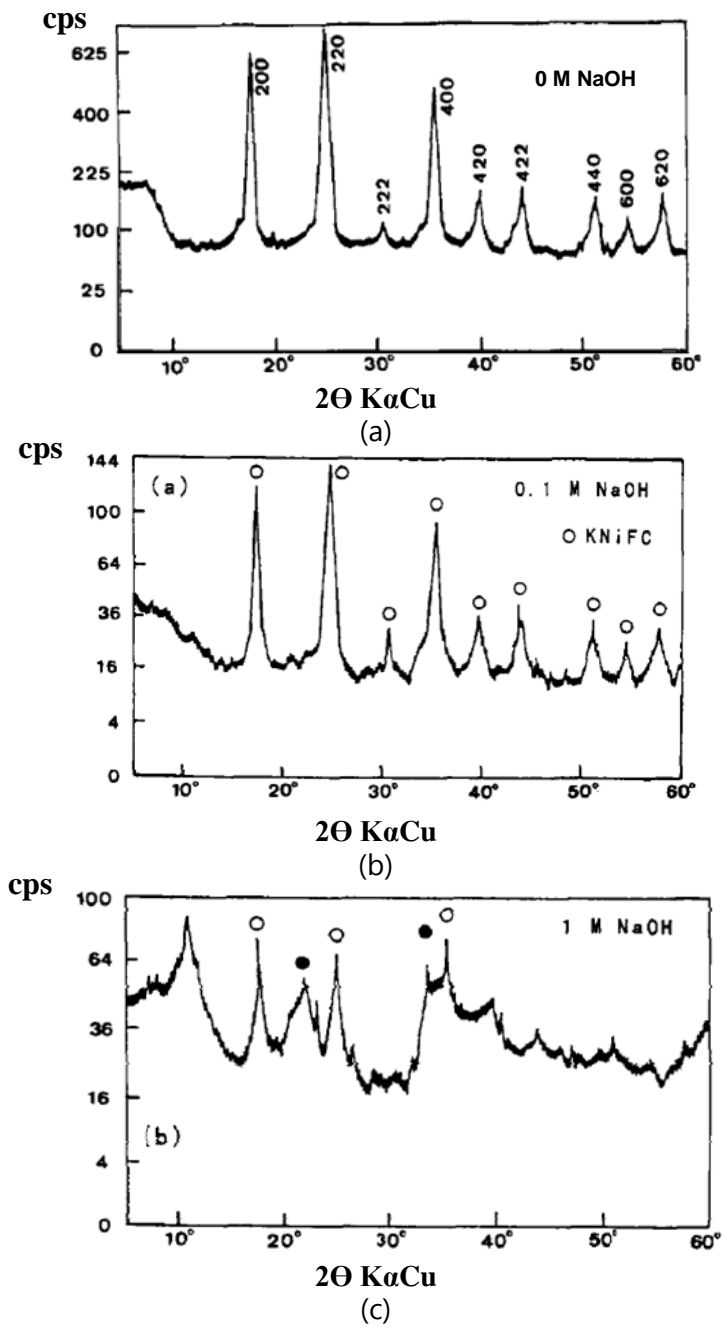 cps
625
400
225
100
25
0
200
220
222
400
420
422
440
600
620
0 M NaOH
10° 20° 30° 40° 50° 60°
2Θ KαCu
(a)
cps
144
100
64
36
16
4
0
(a)
0.1 M NaOH
○ KNiFC
10° 20° 30° 40° 50° 60°
2Θ KαCu
(b)
cps
100
64
36
16
4
0
1 M NaOH
(b)
10° 20° 30° 40° 50° 60°
2Θ KαCu
(c)